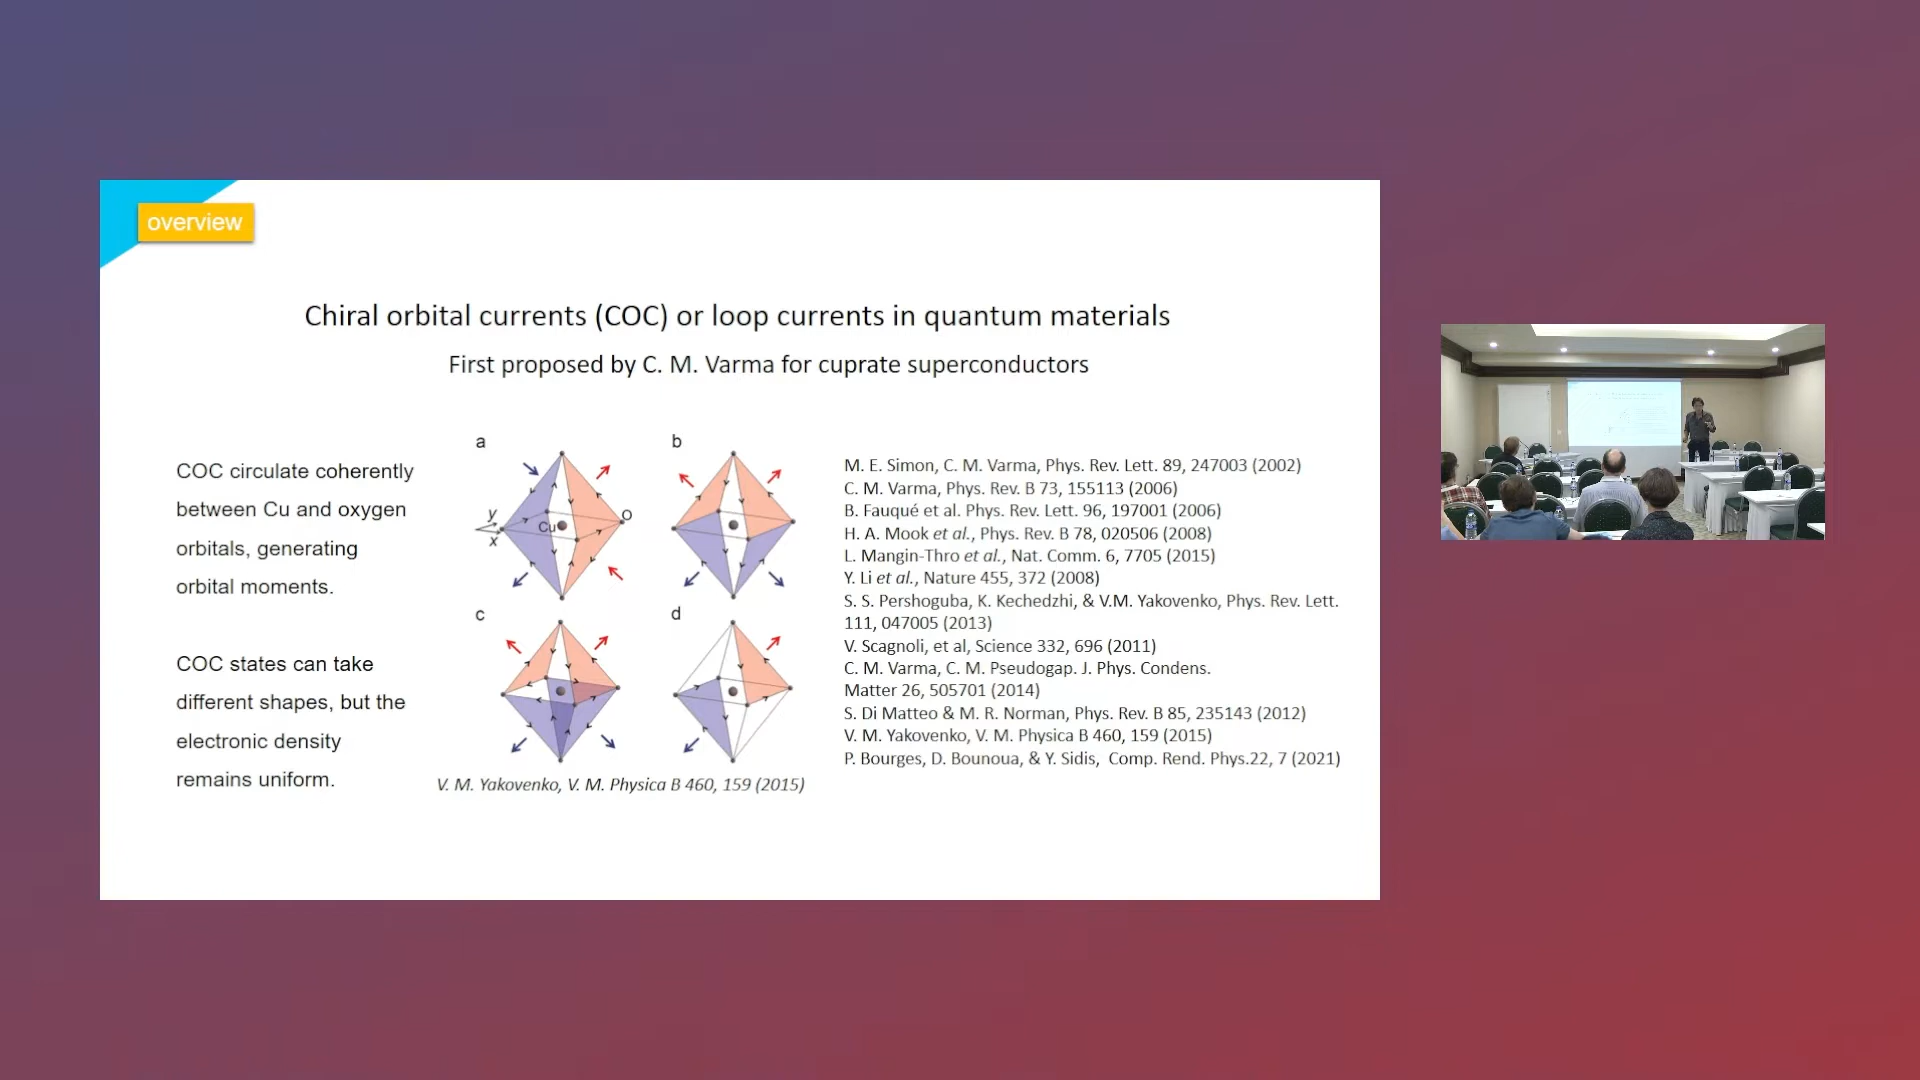 overview
Chiral orbital currents (COC) or loop currents in quantum materials
First proposed by C. M. Varma for cuprate superconductors
COC circulate coherently
between Cu and oxygen
orbitals, generating
orbital moments.
COC states can take
different shapes, but the
electronic density
remains uniform.
a
b
y
x
Cu
O
c
d
V. M. Yakovenko, V. M. Physica B 460, 159 (2015)
M. E. Simon, C. M. Varma, Phys. Rev. Lett. 89, 247003 (2002)
C. M. Varma, Phys. Rev. B 73, 155113 (2006)
B. Fauqué et al. Phys. Rev. Lett. 96, 197001 (2006)
H. A. Mook et al., Phys. Rev. B 78, 020506 (2008)
L. Mangin-Thro et al., Nat. Comm. 6, 7705 (2015)
Y. Li et al., Nature 455, 372 (2008)
S. S. Pershoguba, K. Kechedzhi, & V.M. Yakovenko, Phys. Rev. Lett.
111, 047005 (2013)
V. Scagnoli, et al, Science 332, 696 (2011)
C. M. Varma, C. M. Pseudogap. J. Phys. Condens.
Matter 26, 505701 (2014)
S. Di Matteo & M. R. Norman, Phys. Rev. B 85, 235143 (2012)
V. M. Yakovenko, V. M. Physica B 460, 159 (2015)
P. Bourges, D. Bounoua, & Y. Sidis, Comp. Rend. Phys.22, 7 (2021)